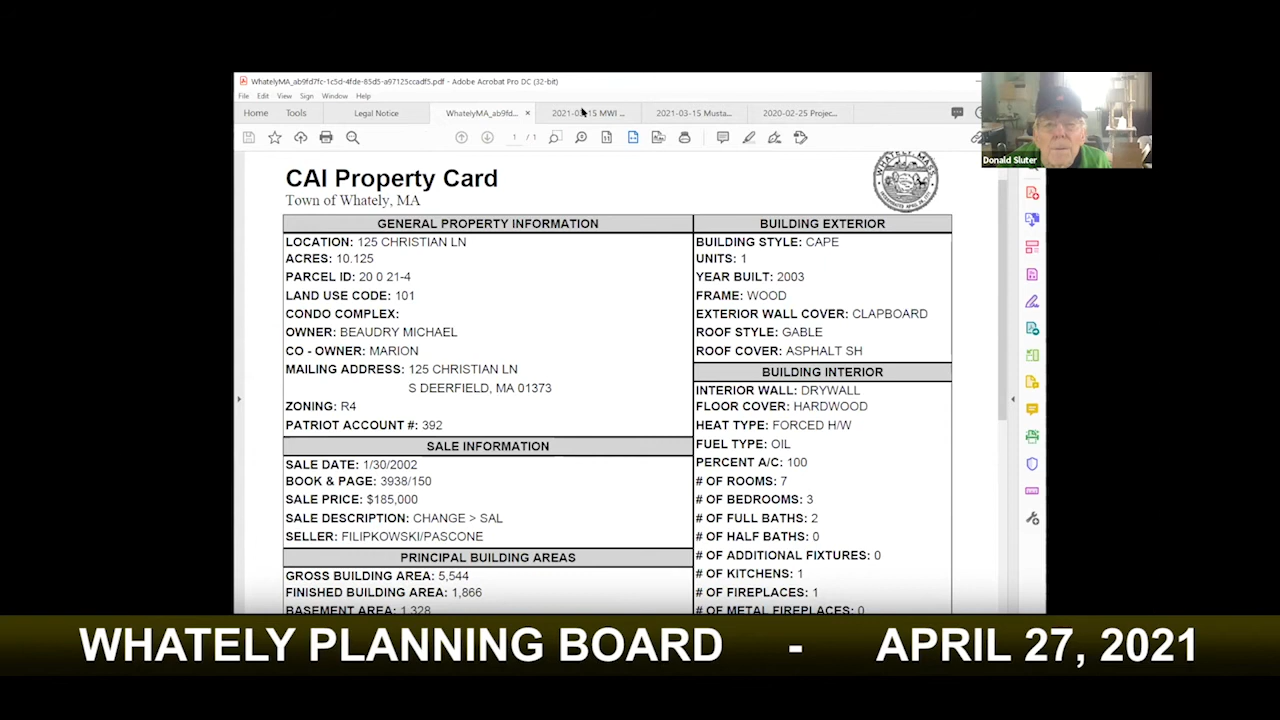 WhatelyMA_ab9fd7fc-1c5d-4fde-85d5-a97125ccadf5.pdf - Adobe Acrobat Pro DC (32-bit)
File Edit View Sign Window Help
Home Tools Legal Notice WhatelyMA_ab9fd... × 2021-03-15 MWI ... 2021-03-15 Musta... 2020-02-25 Projec...
1 / 1
Donald Sluter
CAI Property Card
Town of Whately, MA
GENERAL PROPERTY INFORMATION
LOCATION: 125 CHRISTIAN LN
ACRES: 10.125
PARCEL ID: 20 0 21-4
LAND USE CODE: 101
CONDO COMPLEX:
OWNER: BEAUDRY MICHAEL
CO - OWNER: MARION
MAILING ADDRESS: 125 CHRISTIAN LN
S DEERFIELD, MA 01373
ZONING: R4
PATRIOT ACCOUNT #: 392
SALE INFORMATION
SALE DATE: 1/30/2002
BOOK & PAGE: 3938/150
SALE PRICE: $185,000
SALE DESCRIPTION: CHANGE > SAL
SELLER: FILIPKOWSKI/PASCONE
PRINCIPAL BUILDING AREAS
GROSS BUILDING AREA: 5,544
FINISHED BUILDING AREA: 1,866
BASEMENT AREA: 1,328
BUILDING EXTERIOR
BUILDING STYLE: CAPE
UNITS: 1
YEAR BUILT: 2003
FRAME: WOOD
EXTERIOR WALL COVER: CLAPBOARD
ROOF STYLE: GABLE
ROOF COVER: ASPHALT SH
BUILDING INTERIOR
INTERIOR WALL: DRYWALL
FLOOR COVER: HARDWOOD
HEAT TYPE: FORCED H/W
FUEL TYPE: OIL
PERCENT A/C: 100
# OF ROOMS: 7
# OF BEDROOMS: 3
# OF FULL BATHS: 2
# OF HALF BATHS: 0
# OF ADDITIONAL FIXTURES: 0
# OF KITCHENS: 1
# OF FIREPLACES: 1
# OF METAL FIREPLACES: 0
WHATELY PLANNING BOARD - APRIL 27, 2021